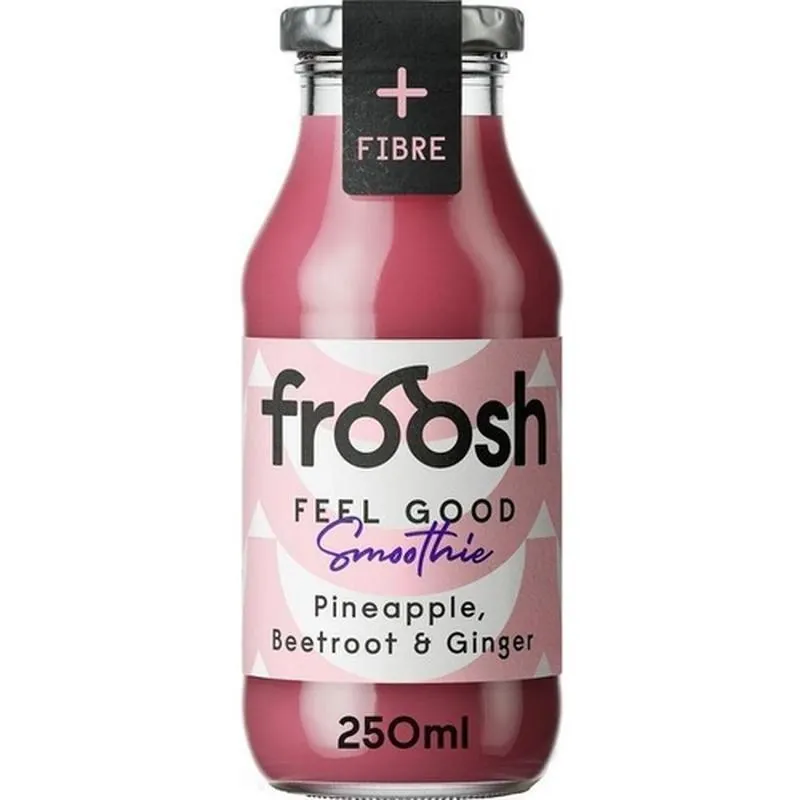 +
FIBRE
froosh
FEEL GOOD
Smoothie
Pineapple,
Beetroot & Ginger
250ml